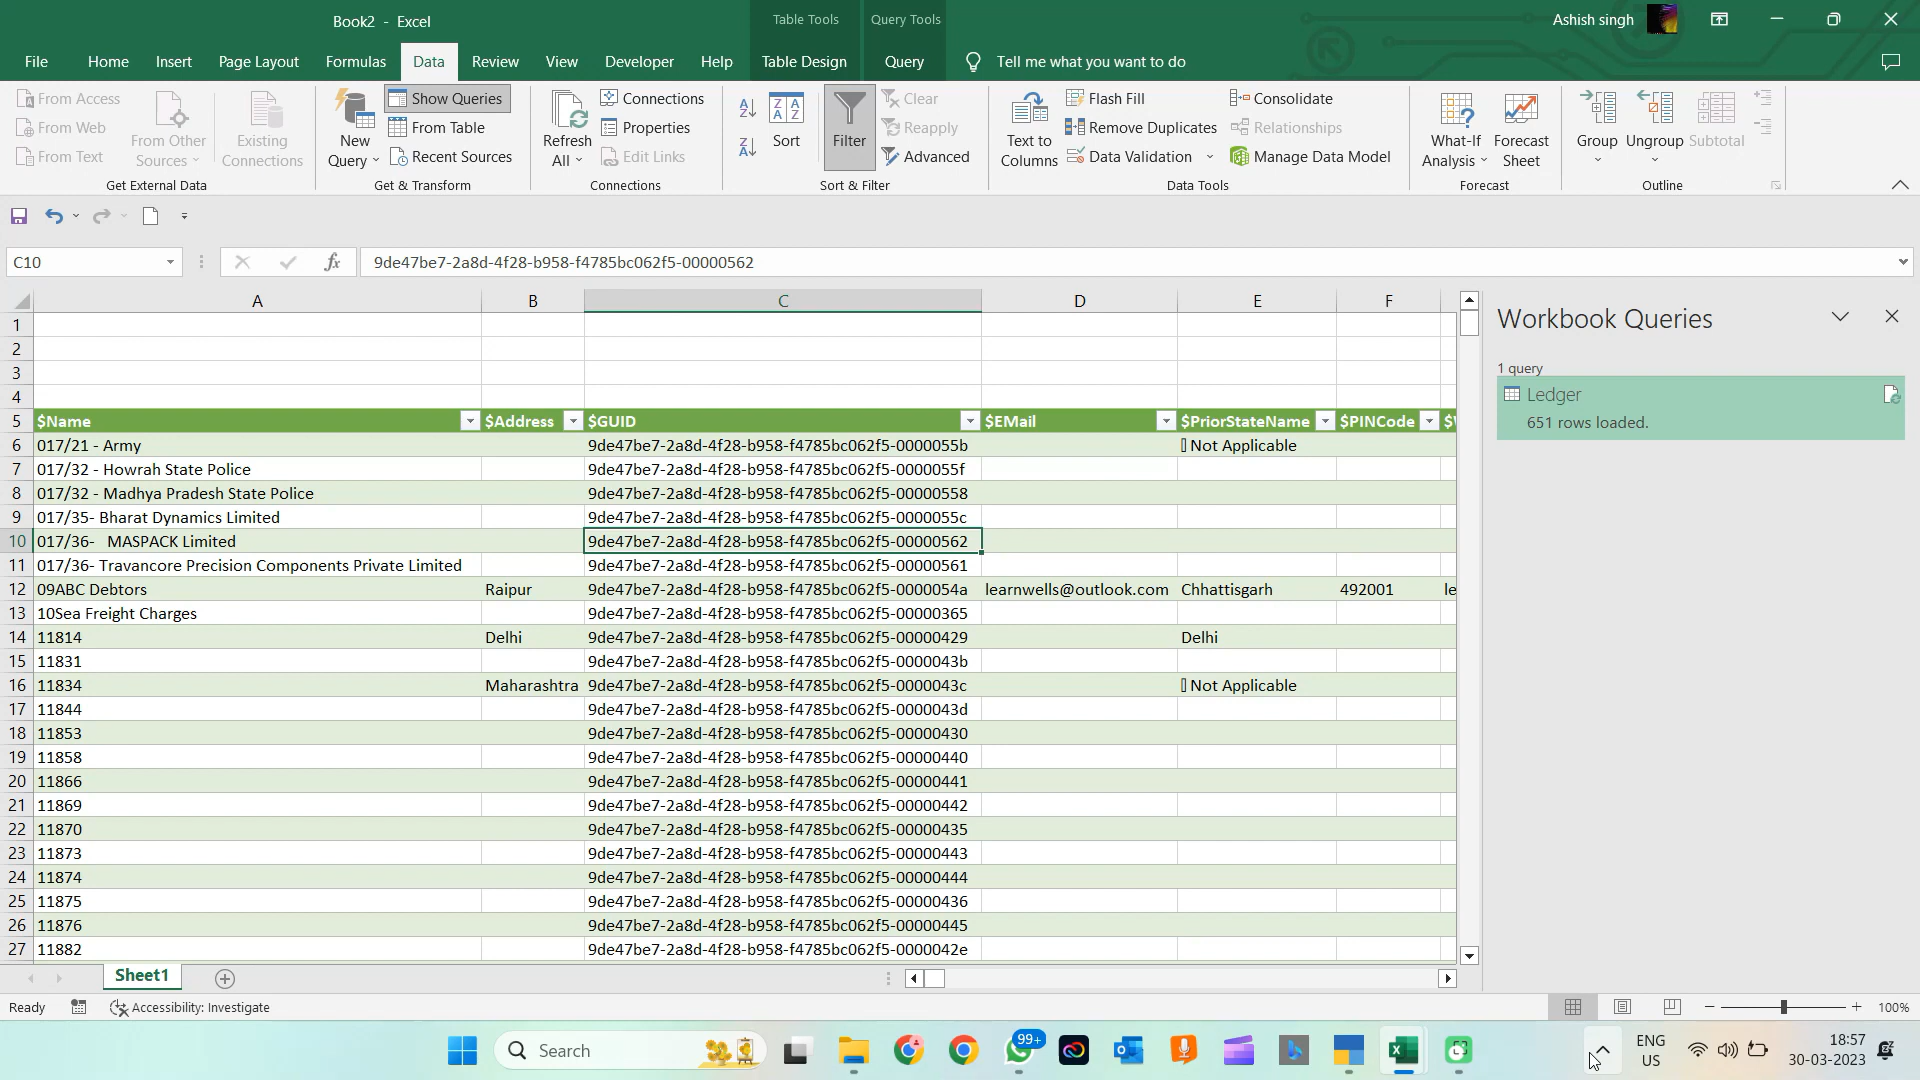 Book2 - Excel
Table Tools
Query Tools
Ashish singh
File Home Insert Page Layout Formulas Data Review View Developer Help Table Design Query Tell me what you want to do
From Access
From Web
From Text
From Other Sources
Existing Connections
Get External Data
New Query
Show Queries
From Table
Recent Sources
Get & Transform
Refresh All
Connections
Properties
Edit Links
Connections
Sort
Filter
Clear
Reapply
Advanced
Sort & Filter
Text to Columns
Flash Fill
Remove Duplicates
Data Validation
Consolidate
Relationships
Manage Data Model
Data Tools
What-If Analysis
Forecast Sheet
Forecast
Group
Ungroup
Subtotal
Outline
C10
fx
9de47be7-2a8d-4f28-b958-f4785bc062f5-00000562
A B C D E F
1
2
3
4
5 $Name $Address $GUID $EMail $PriorStateName $PINCode
6 017/21 - Army 9de47be7-2a8d-4f28-b958-f4785bc062f5-0000055b Not Applicable
7 017/32 - Howrah State Police 9de47be7-2a8d-4f28-b958-f4785bc062f5-0000055f
8 017/32 - Madhya Pradesh State Police 9de47be7-2a8d-4f28-b958-f4785bc062f5-00000558
9 017/35- Bharat Dynamics Limited 9de47be7-2a8d-4f28-b958-f4785bc062f5-0000055c
10 017/36- MASPACK Limited 9de47be7-2a8d-4f28-b958-f4785bc062f5-00000562
11 017/36- Travancore Precision Components Private Limited 9de47be7-2a8d-4f28-b958-f4785bc062f5-00000561
12 09ABC Debtors Raipur 9de47be7-2a8d-4f28-b958-f4785bc062f5-0000054a learnwells@outlook.com Chhattisgarh 492001 le
13 10Sea Freight Charges 9de47be7-2a8d-4f28-b958-f4785bc062f5-00000365
14 11814 Delhi 9de47be7-2a8d-4f28-b958-f4785bc062f5-00000429 Delhi
15 11831 9de47be7-2a8d-4f28-b958-f4785bc062f5-0000043b
16 11834 Maharashtra 9de47be7-2a8d-4f28-b958-f4785bc062f5-0000043c Not Applicable
17 11844 9de47be7-2a8d-4f28-b958-f4785bc062f5-0000043d
18 11853 9de47be7-2a8d-4f28-b958-f4785bc062f5-00000430
19 11858 9de47be7-2a8d-4f28-b958-f4785bc062f5-00000440
20 11866 9de47be7-2a8d-4f28-b958-f4785bc062f5-00000441
21 11869 9de47be7-2a8d-4f28-b958-f4785bc062f5-00000442
22 11870 9de47be7-2a8d-4f28-b958-f4785bc062f5-00000435
23 11873 9de47be7-2a8d-4f28-b958-f4785bc062f5-00000443
24 11874 9de47be7-2a8d-4f28-b958-f4785bc062f5-00000444
25 11875 9de47be7-2a8d-4f28-b958-f4785bc062f5-00000436
26 11876 9de47be7-2a8d-4f28-b958-f4785bc062f5-00000445
27 11882 9de47be7-2a8d-4f28-b958-f4785bc062f5-0000042e
Workbook Queries
1 query
Ledger
651 rows loaded.
Sheet1
Ready Accessibility: Investigate 100%
Search 99+ ENG US 18:57
30-03-2023